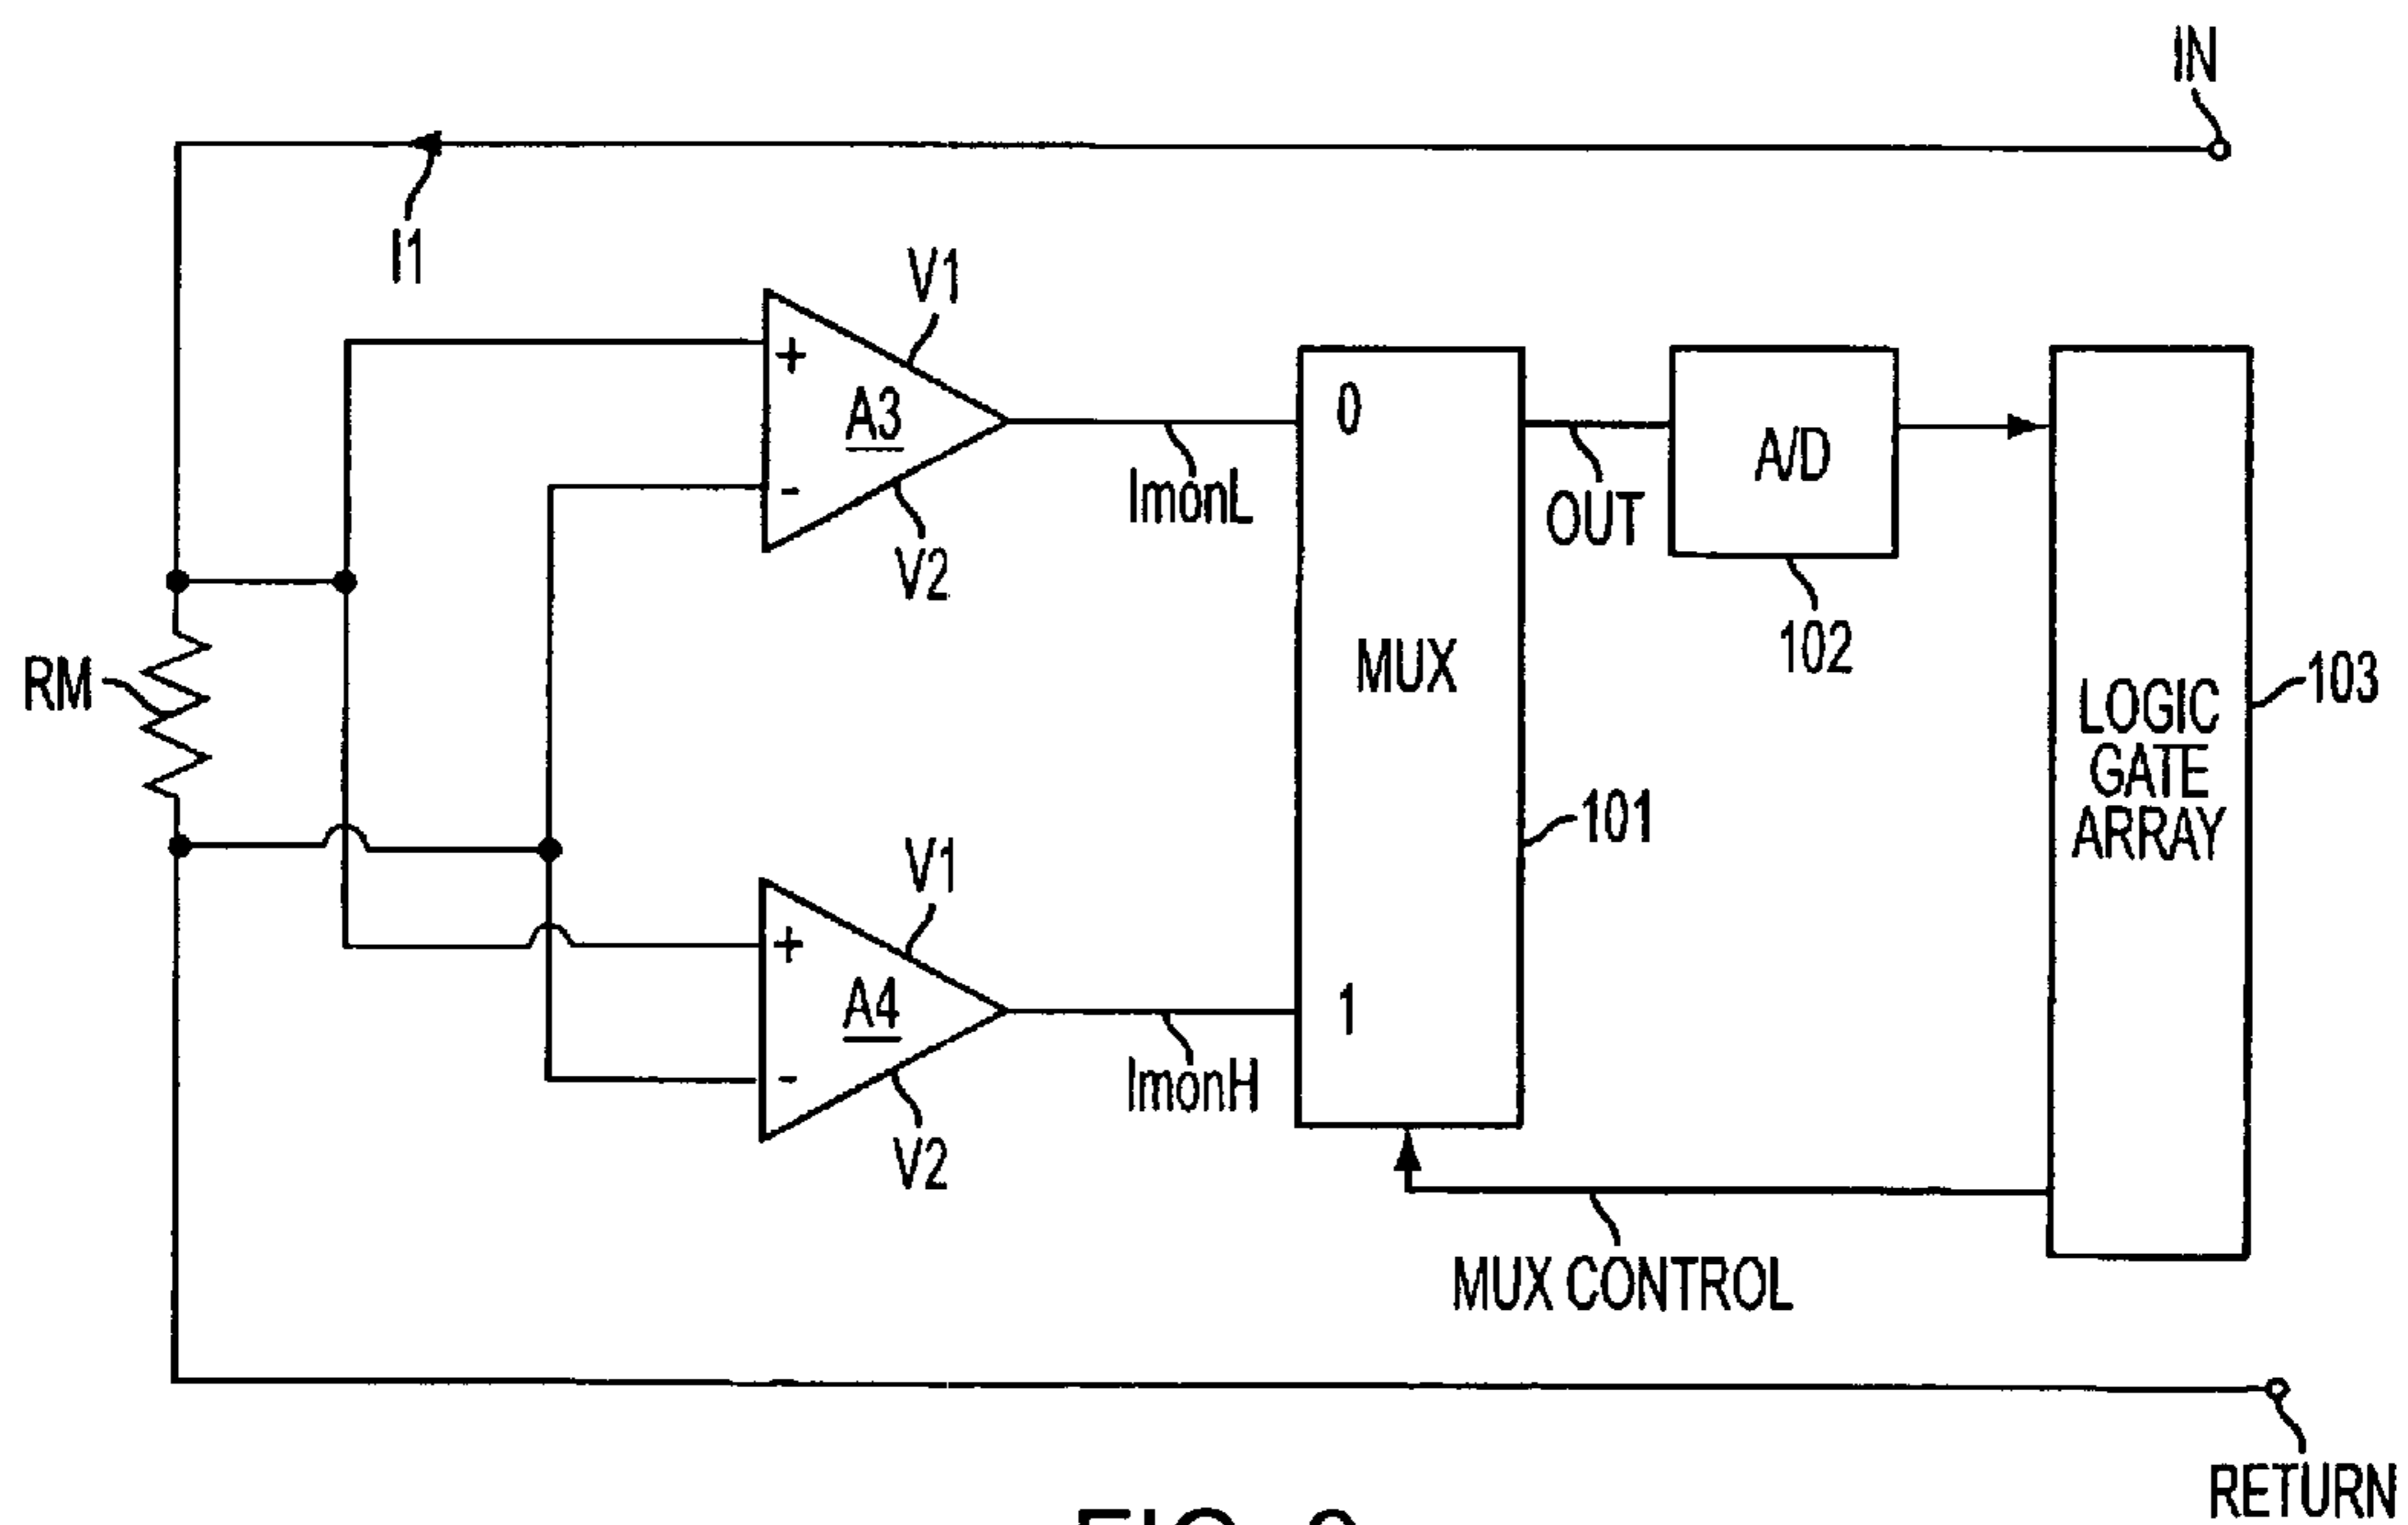 IN
I1
V1
+
A3
-
V2
ImonL
0
OUT
A/D
102
RM
MUX
LOGIC
GATE
ARRAY
103
101
V1
+
A4
-
V2
ImonH
1
MUX CONTROL
RETURN